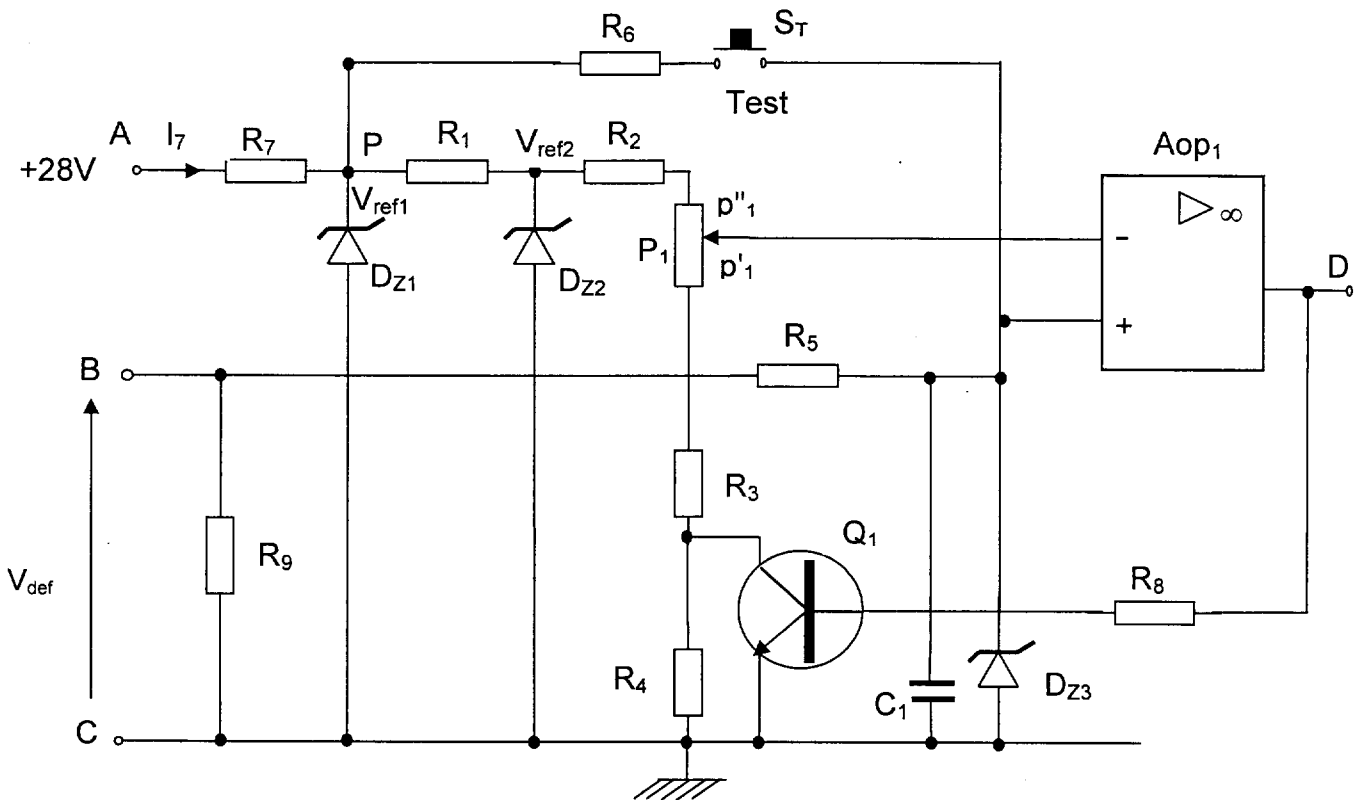 R6
ST
Test
A
I7
R7
P
R1
Vref2
R2
Aop1
+28V
Vref1
p"1
▷ ∞
P1
p'1
-
DZ1
DZ2
D
+
B
R5
R3
Q1
R9
R8
Vdef
R4
C1
DZ3
C